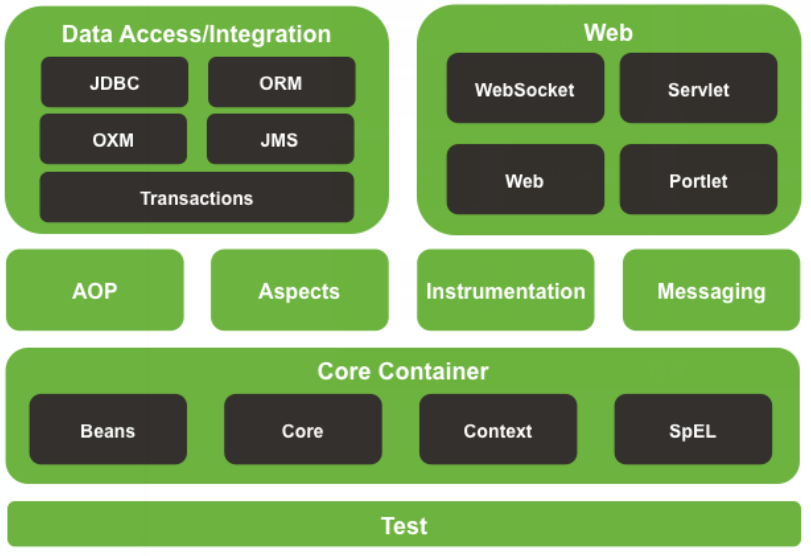 Data Access/Integration
JDBC
ORM
OXM
JMS
Transactions
Web
WebSocket
Servlet
Web
Portlet
AOP
Aspects
Instrumentation
Messaging
Core Container
Beans
Core
Context
SpEL
Test